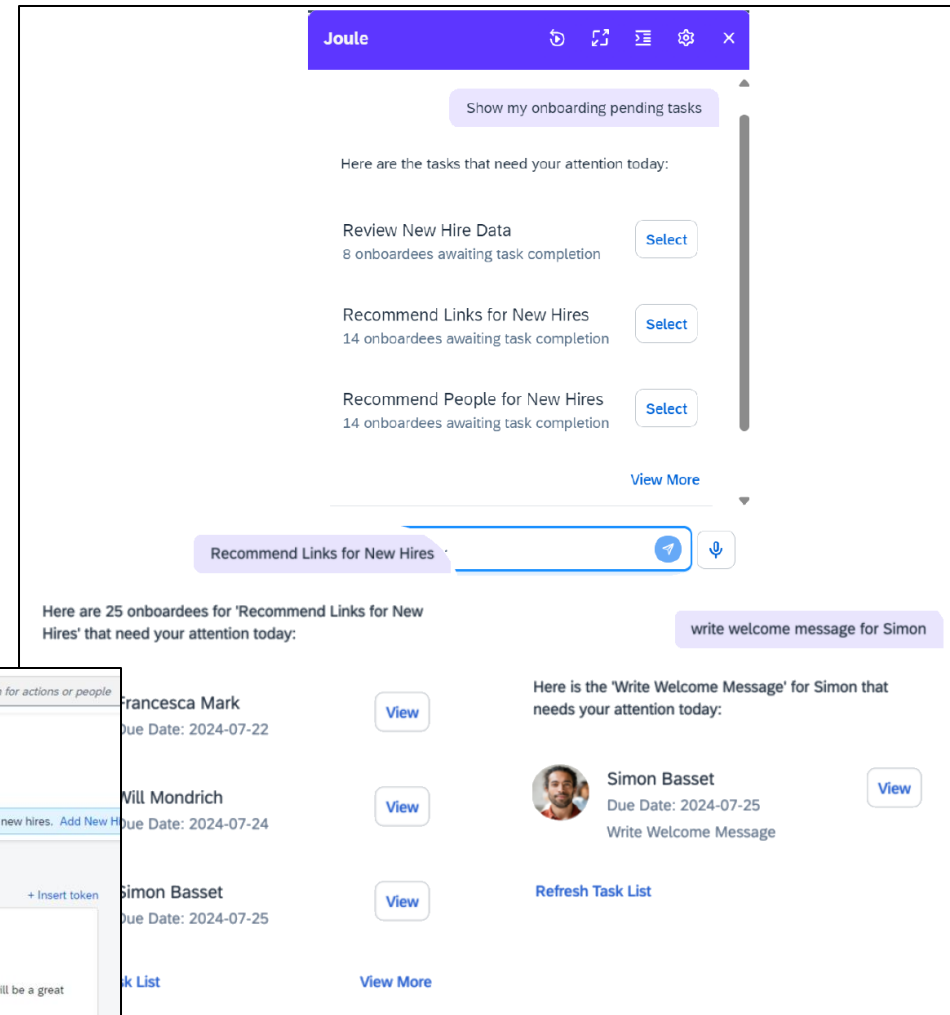 Joule
Show my onboarding pending tasks
Here are the tasks that need your attention today:
Review New Hire Data
8 onboardees awaiting task completion
Select
Recommend Links for New Hires
14 onboardees awaiting task completion
Select
Recommend People for New Hires
14 onboardees awaiting task completion
Select
View More
Recommend Links for New Hires
Here are 25 onboardees for 'Recommend Links for New
Hires' that need your attention today:
Francesca Mark
Due Date: 2024-07-22
View
Will Mondrich
Due Date: 2024-07-24
View
Simon Basset
Due Date: 2024-07-25
View
List
View More
write welcome message for Simon
Here is the 'Write Welcome Message' for Simon that
needs your attention today:
Simon Basset
Due Date: 2024-07-25
Write Welcome Message
View
Refresh Task List
for actions or people
new hires. Add New
+ Insert token
be a great